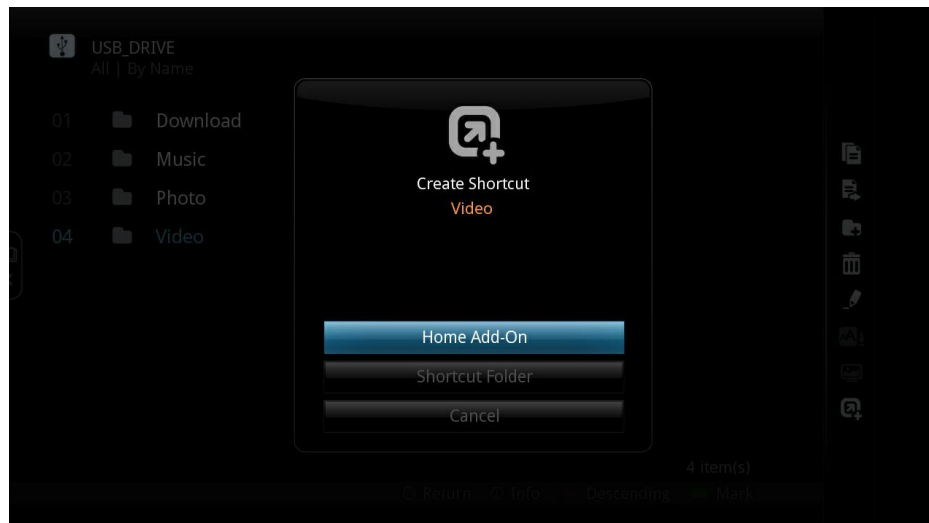 USB_DRIVE
All | By Name
01 Download
02 Music
03 Photo
04 Video
Create Shortcut
Video
Home Add-On
Shortcut Folder
Cancel
4 item(s)
Return Info Descending Mark